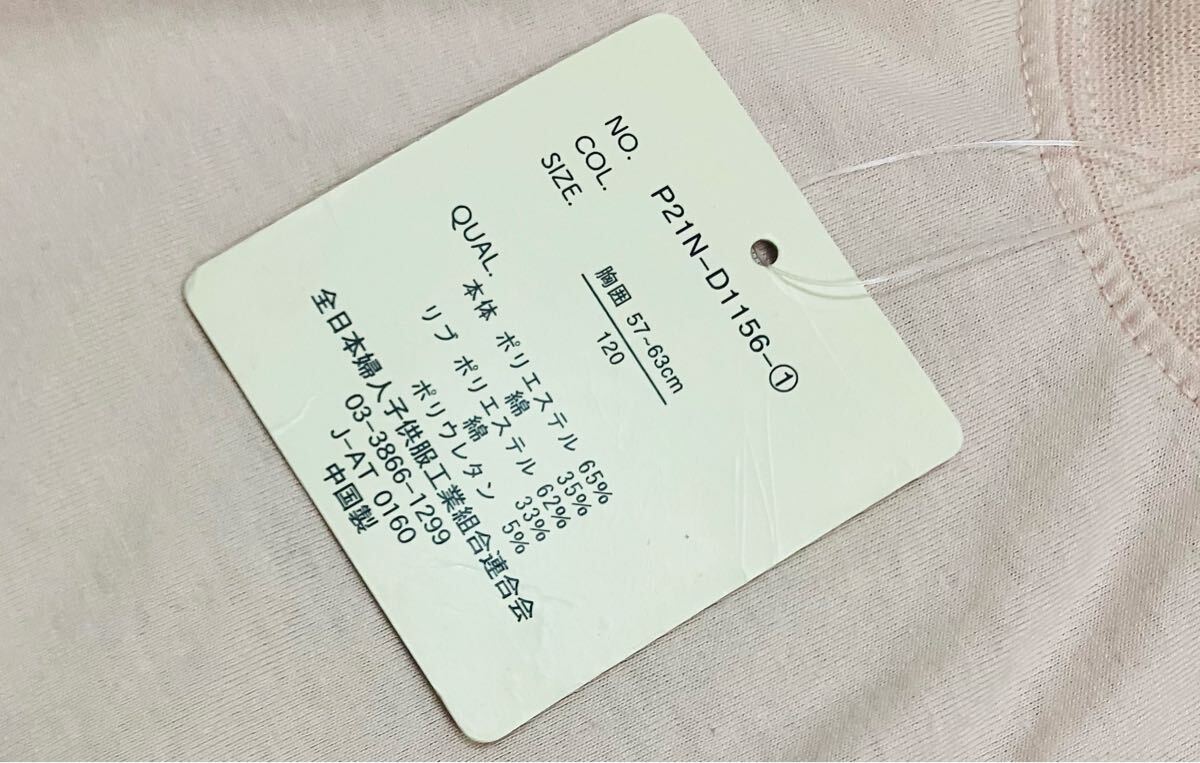 NO. P21N-D1156-①
COL.
SIZE.
胸囲 57~63cm
120
QUAL. 本体 ポリエステル 65%
綿 35%
リブ ポリエステル 62%
綿 33%
ポリウレタン 5%
全日本婦人子供服工業組合連合会
03-3866-1299
J-AT 0160
中国製